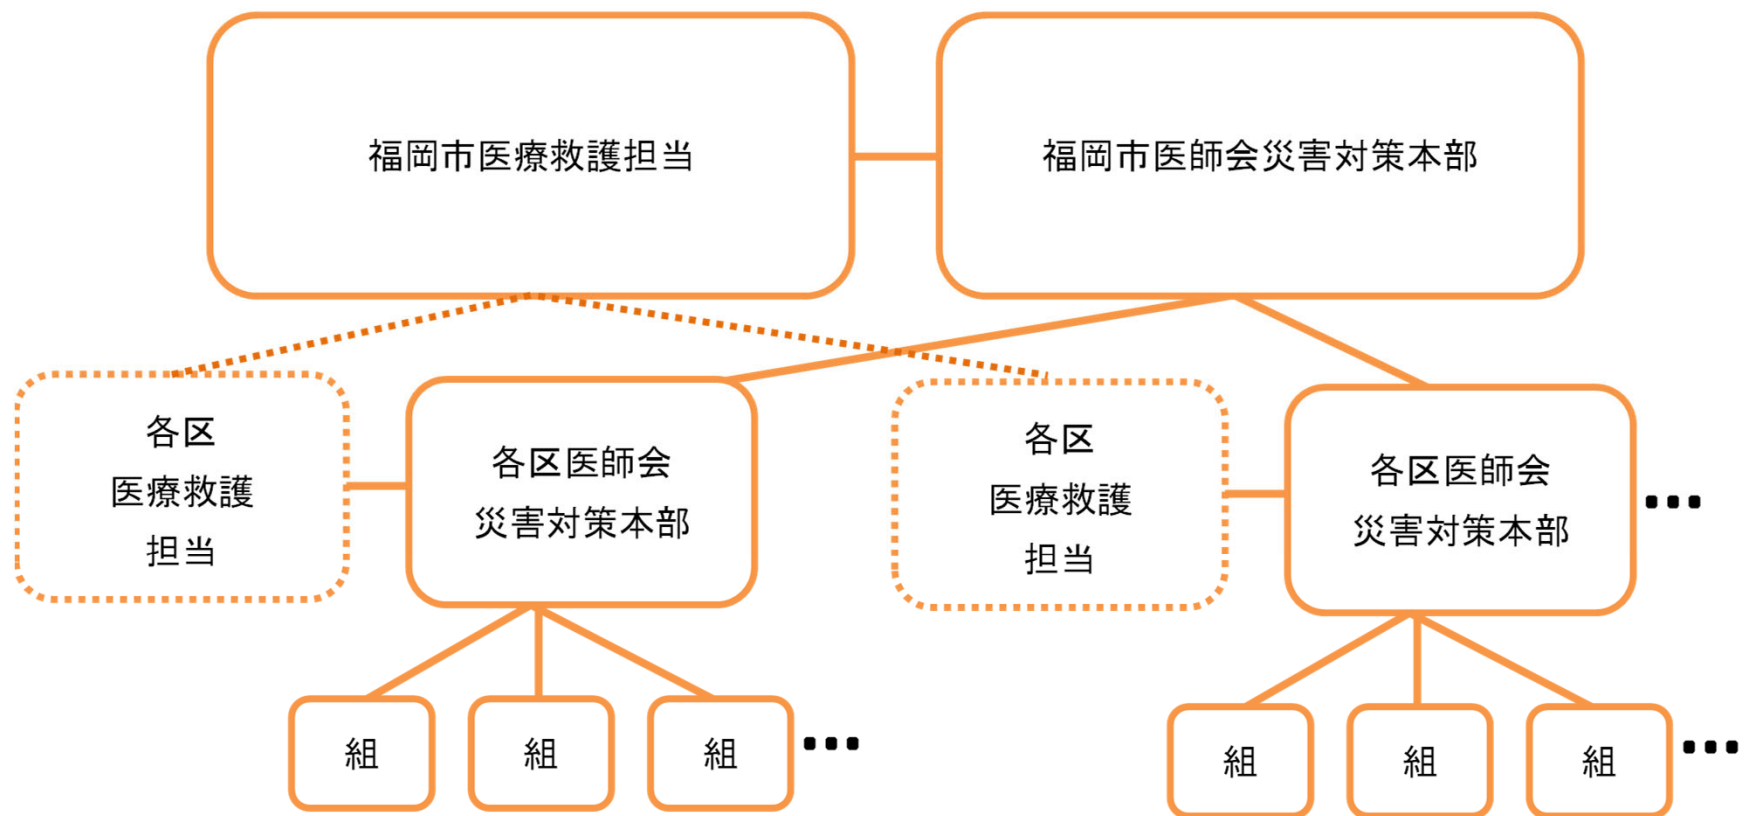 福岡市医療救護担当
福岡市医師会災害対策本部
各区
医療救護
担当
各区医師会
災害対策本部
各区
医療救護
担当
各区医師会
災害対策本部
…
組
組
組
…
組
組
組
…